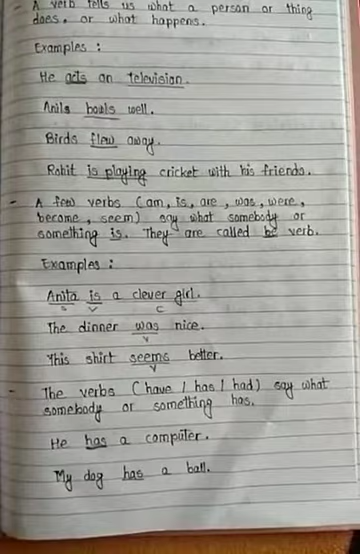 - A verb tells us what a person or thing
does, or what happens.
Examples :
He acts on television.
Anila bowls well.
Birds flew away.
Rohit is playing cricket with his friends.
- A few verbs (am, is, are, was, were,
become, seem) say what somebody or
something is. They are called be verb.
Examples :
Anita is a clever girl.
S V C
The dinner was nice.
V
This shirt seems better.
V
- The verbs (have / has / had) say what
somebody or something has.
He has a computer.
My dog has a ball.